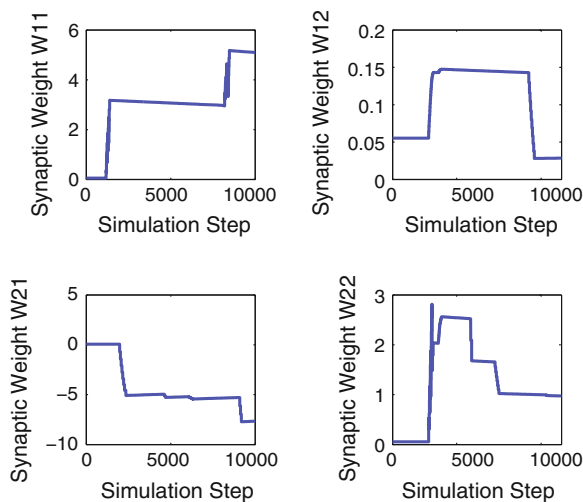 Synaptic Weight W11
6
4
2
0
0 5000 10000
Simulation Step
Synaptic Weight W12
0.2
0.15
0.1
0.05
0
0 5000 10000
Simulation Step
Synaptic Weight W21
5
0
−5
−10
0 5000 10000
Simulation Step
Synaptic Weight W22
3
2
1
0
0 5000 10000
Simulation Step